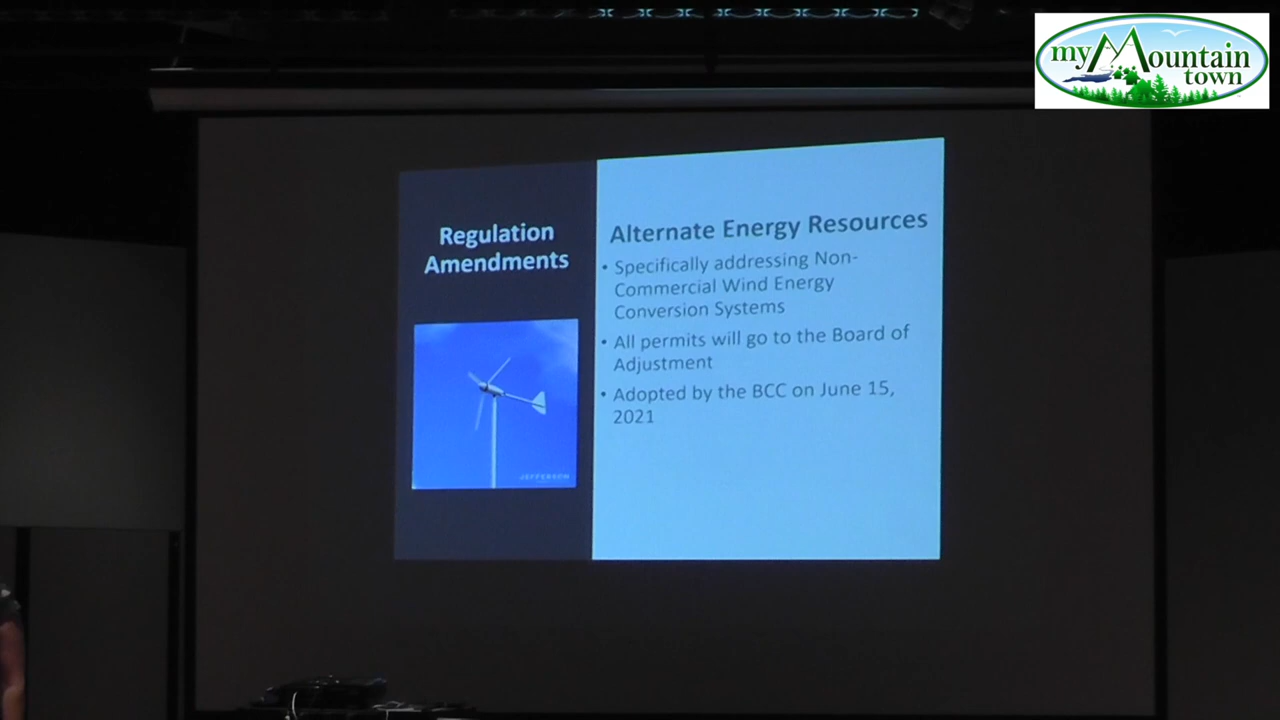 my Mountain
town
Regulation
Amendments
JEFFERSON
Alternate Energy Resources
• Specifically addressing Non-
Commercial Wind Energy
Conversion Systems
• All permits will go to the Board of
Adjustment
• Adopted by the BCC on June 15,
2021